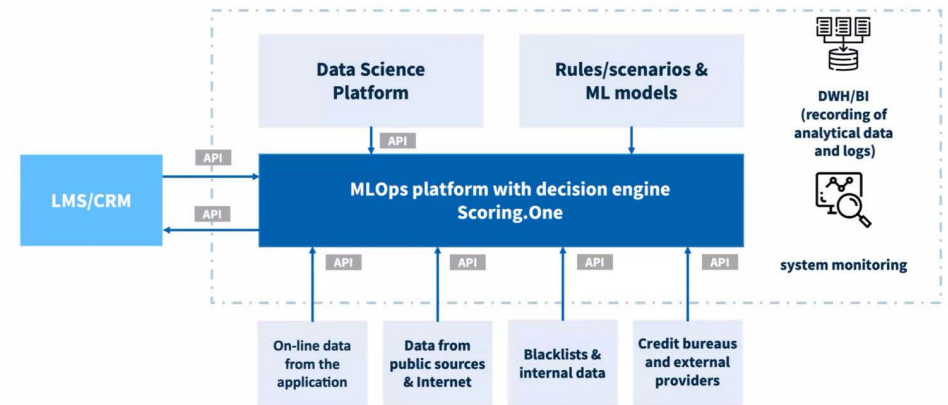 Data Science
Platform
Rules/scenarios &
ML models
DWH/BI
(recording of
analytical data
and logs)
API
API
LMS/CRM
MLOps platform with decision engine
Scoring.One
API
API
API
API
API
system monitoring
On-line data
from the
application
Data from
public sources
& Internet
Blacklists &
internal data
Credit bureaus
and external
providers